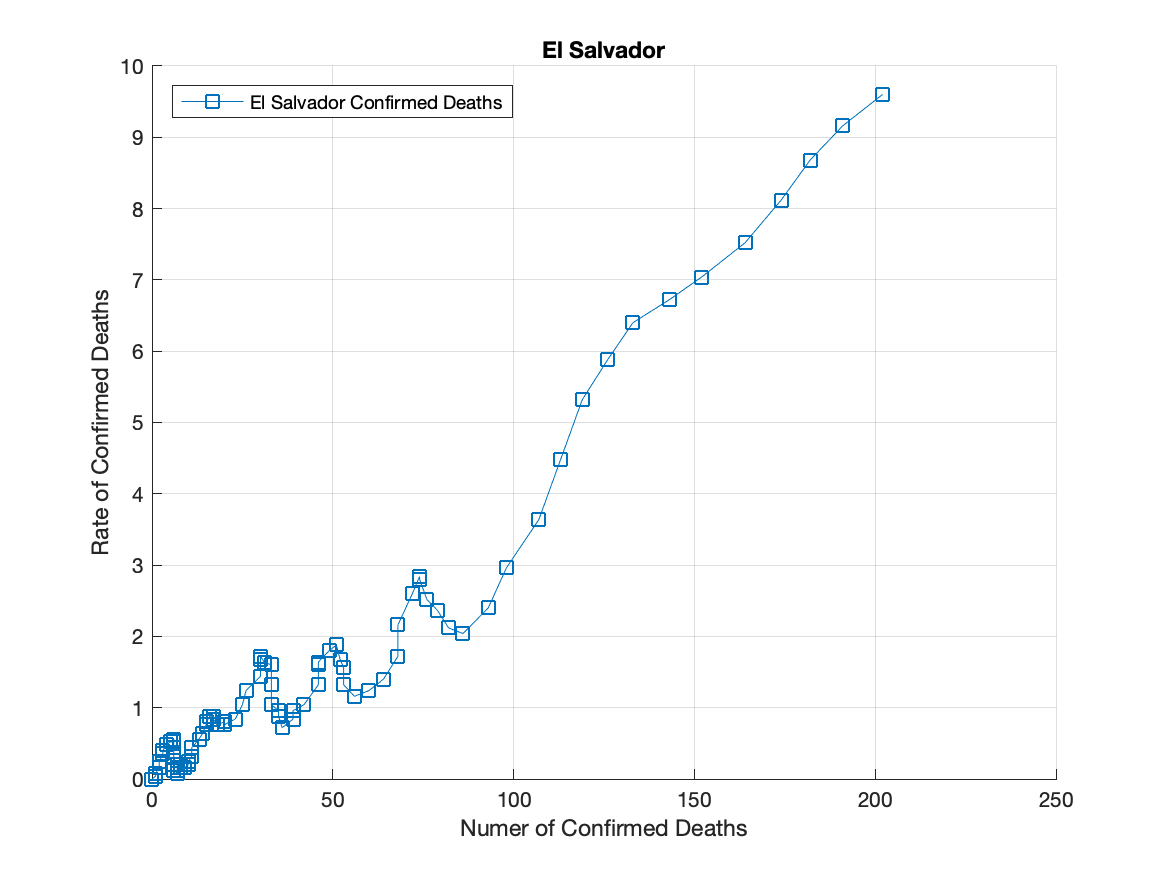 El Salvador
El Salvador Confirmed Deaths
10
9
8
7
6
5
4
3
2
1
0
Rate of Confirmed Deaths
0 50 100 150 200 250
Numer of Confirmed Deaths